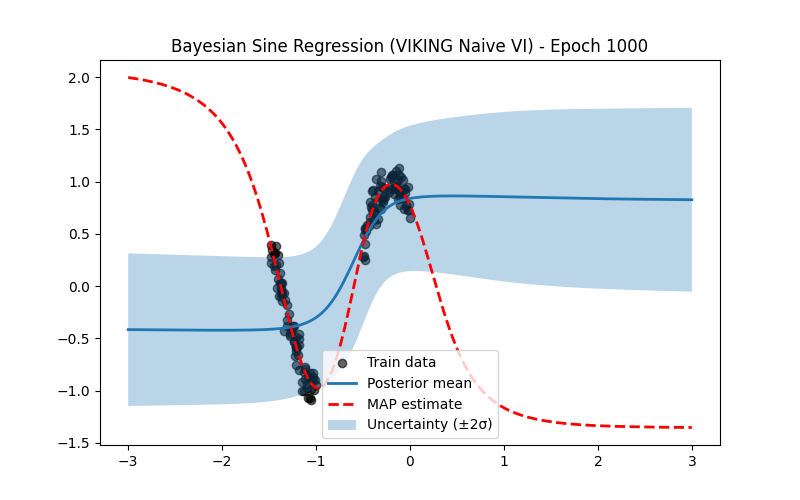 Bayesian Sine Regression (VIKING Naive VI) - Epoch 1000
2.0
1.5
1.0
0.5
0.0
−0.5
−1.0
−1.5
Train data
Posterior mean
MAP estimate
Uncertainty (±2σ)
−3 −2 −1 0 1 2 3